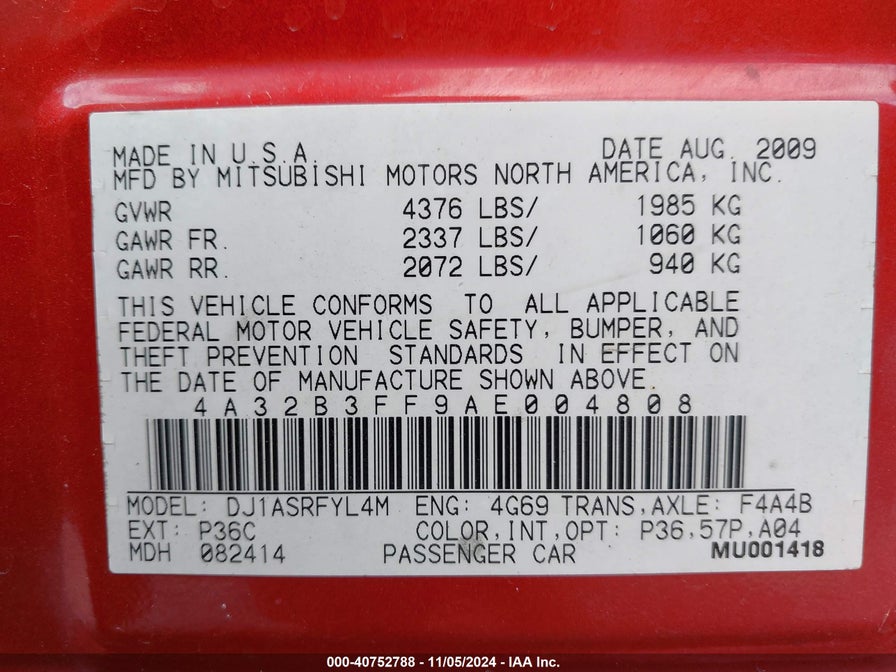 MADE IN U.S.A. DATE AUG. 2009
MFD BY MITSUBISHI MOTORS NORTH AMERICA, INC.
GVWR 4376 LBS/ 1985 KG
GAWR FR. 2337 LBS/ 1060 KG
GAWR RR. 2072 LBS/ 940 KG
THIS VEHICLE CONFORMS TO ALL APPLICABLE
FEDERAL MOTOR VEHICLE SAFETY, BUMPER, AND
THEFT PREVENTION STANDARDS IN EFFECT ON
THE DATE OF MANUFACTURE SHOWN ABOVE.
4A32B3FF9AE004808
MODEL: DJ1ASRFYL4M ENG: 4G69 TRANS,AXLE: F4A4B
EXT: P36C COLOR,INT,OPT: P36,57P,A04
MDH 082414 PASSENGER CAR MU001418
000-40752788 - 11/05/2024 - IAA Inc.